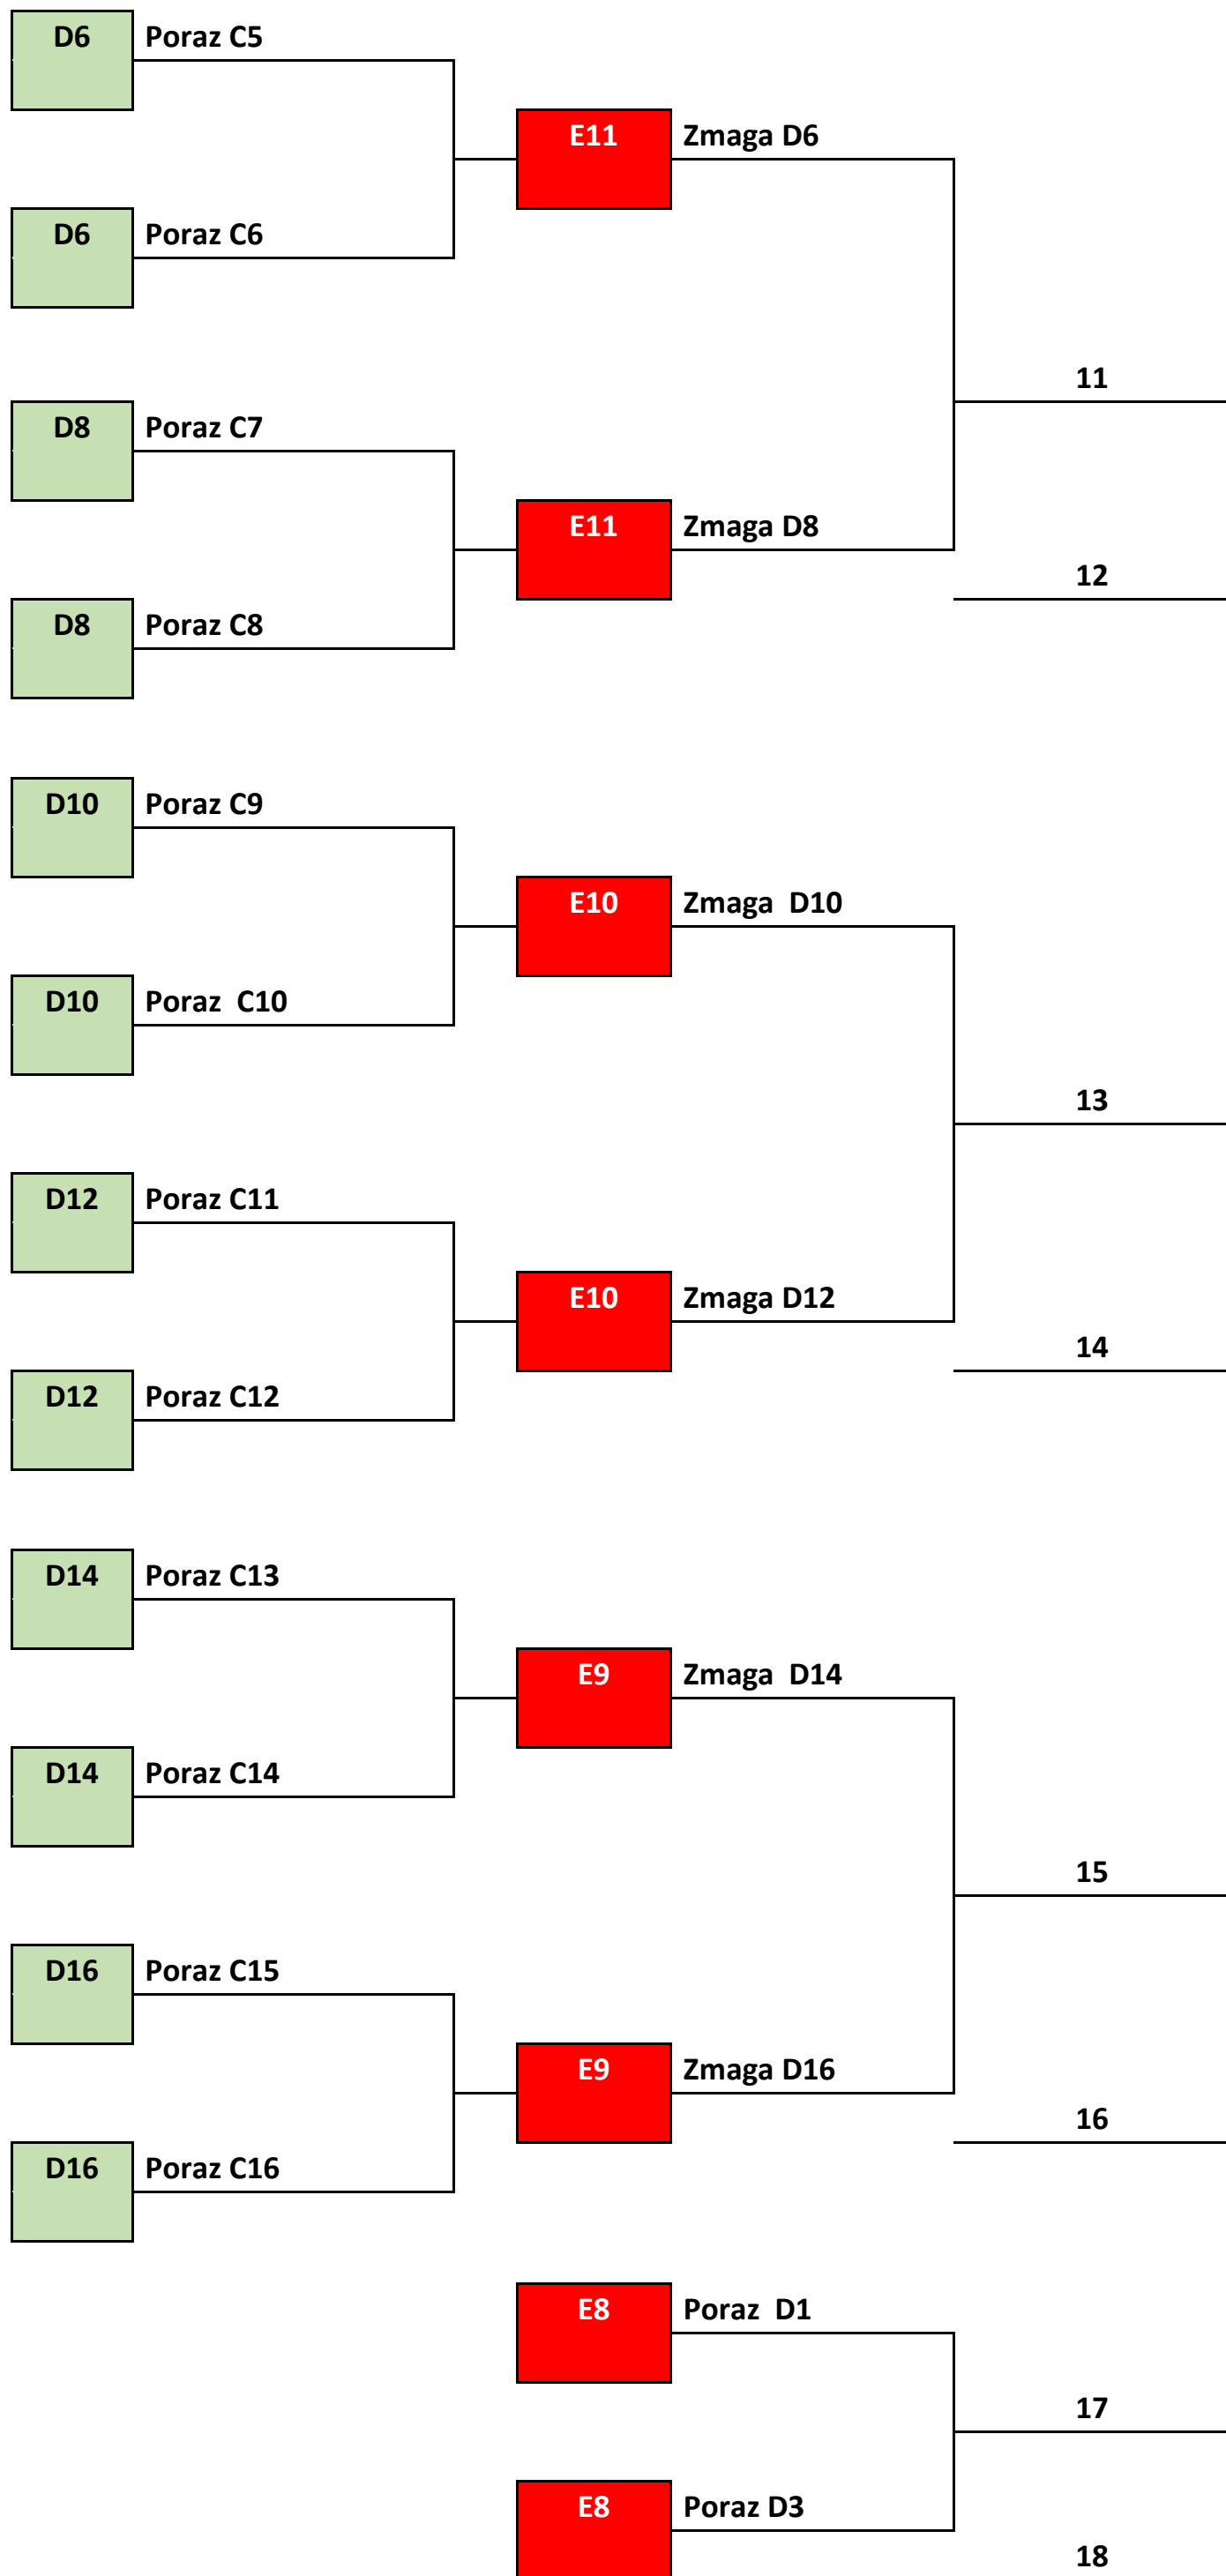 D6 Poraz C5
E11 Zmaga D6
D6 Poraz C6
11
D8 Poraz C7
E11 Zmaga D8
12
D8 Poraz C8
D10 Poraz C9
E10 Zmaga  D10
D10 Poraz  C10
13
D12 Poraz C11
E10 Zmaga D12
14
D12 Poraz C12
D14 Poraz C13
E9 Zmaga  D14
D14 Poraz C14
15
D16 Poraz C15
E9 Zmaga D16
16
D16 Poraz C16
E8 Poraz  D1
17
E8 Poraz D3
18